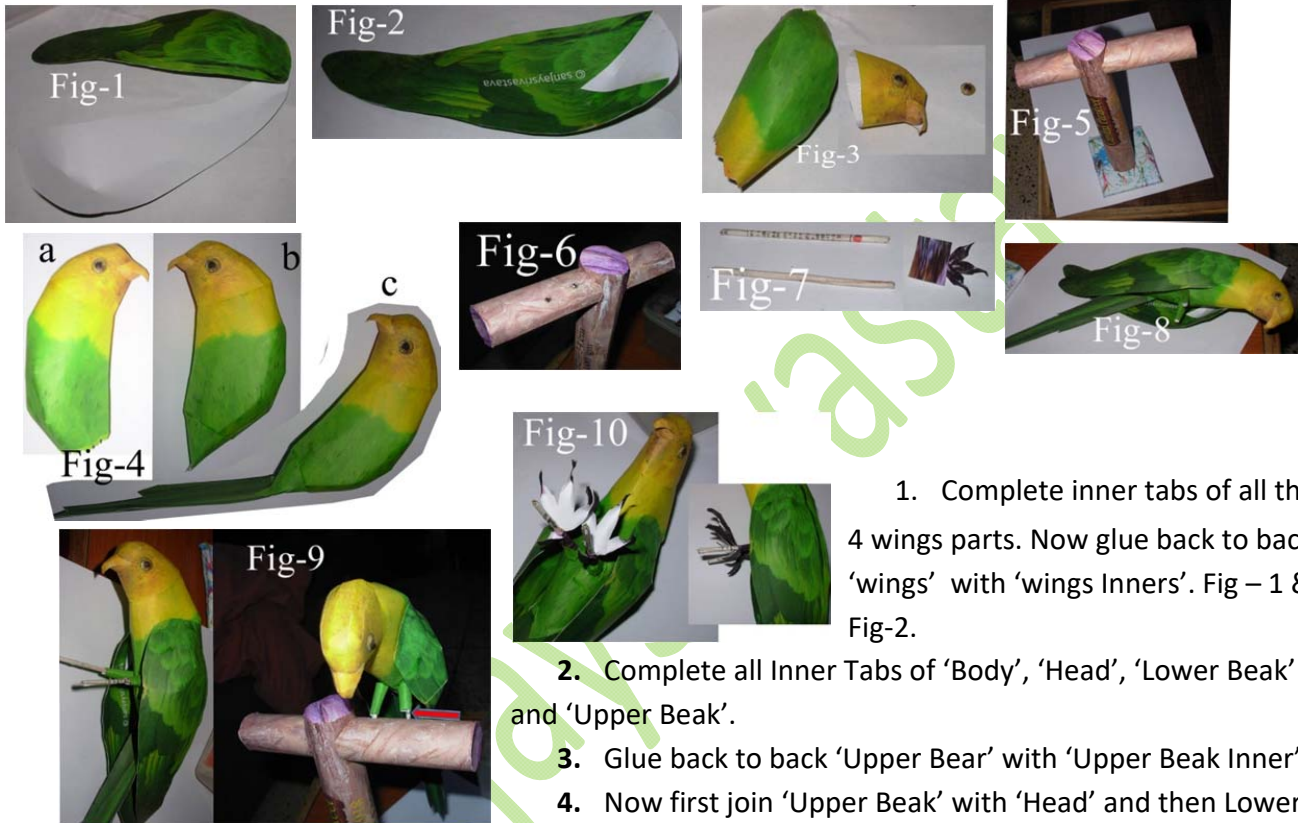 Fig-1
Fig-2
© sanjaysrivastava
Fig-3
Fig-5
a
b
c
Fig-4
Fig-6
Fig-7
Fig-8
Fig-10
Fig-9
1. Complete inner tabs of all th
4 wings parts. Now glue back to bac
‘wings’ with ‘wings Inners’. Fig – 1 &
Fig-2.
2. Complete all Inner Tabs of ‘Body’, ‘Head’, ‘Lower Beak’
and ‘Upper Beak’.
3. Glue back to back ‘Upper Bear’ with ‘Upper Beak Inner’
4. Now first join ‘Upper Beak’ with ‘Head’ and then Lower